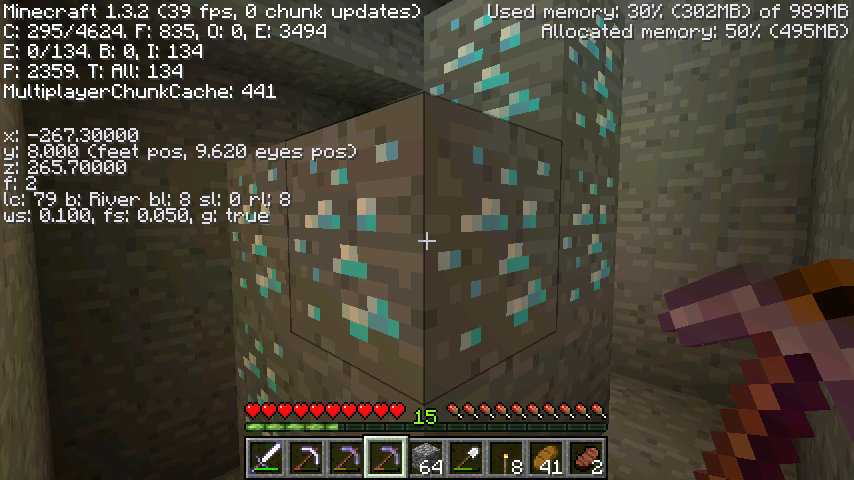 Minecraft 1.3.2 (39 fps, 0 chunk updates)
C: 295/4624, F: 835, O: 0, E: 3494
E: 0/134, B: 0, I: 134
P: 2359. T: All: 134
MultiplayerChunkCache: 441
Used memory: 30% (302MB) of 989MB
Allocated memory: 50% (495MB)
x: -267.30000
y: 8.000 (feet pos, 9.620 eyes pos)
z: 265.70000
f: 2
lc: 79 b: River bl: 8 sl: 0 rl: 8
ws: 0.100, fs: 0.050, g: true
15
64
8
41
2